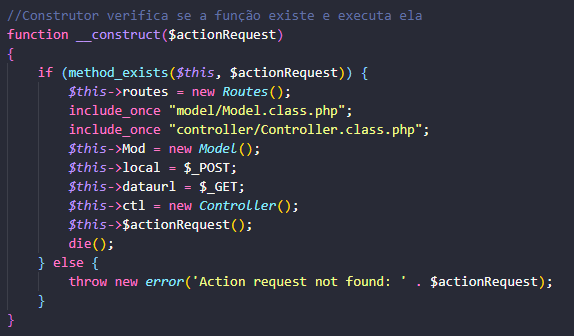 //Construtor verifica se a função existe e executa ela
function __construct($actionRequest)
{
    if (method_exists($this, $actionRequest)) {
        $this->routes = new Routes();
        include_once "model/Model.class.php";
        include_once "controller/Controller.class.php";
        $this->Mod = new Model();
        $this->local = $_POST;
        $this->dataurl = $_GET;
        $this->ctl = new Controller();
        $this->$actionRequest();
        die();
    } else {
        throw new error('Action request not found: ' . $actionRequest);
    }
}